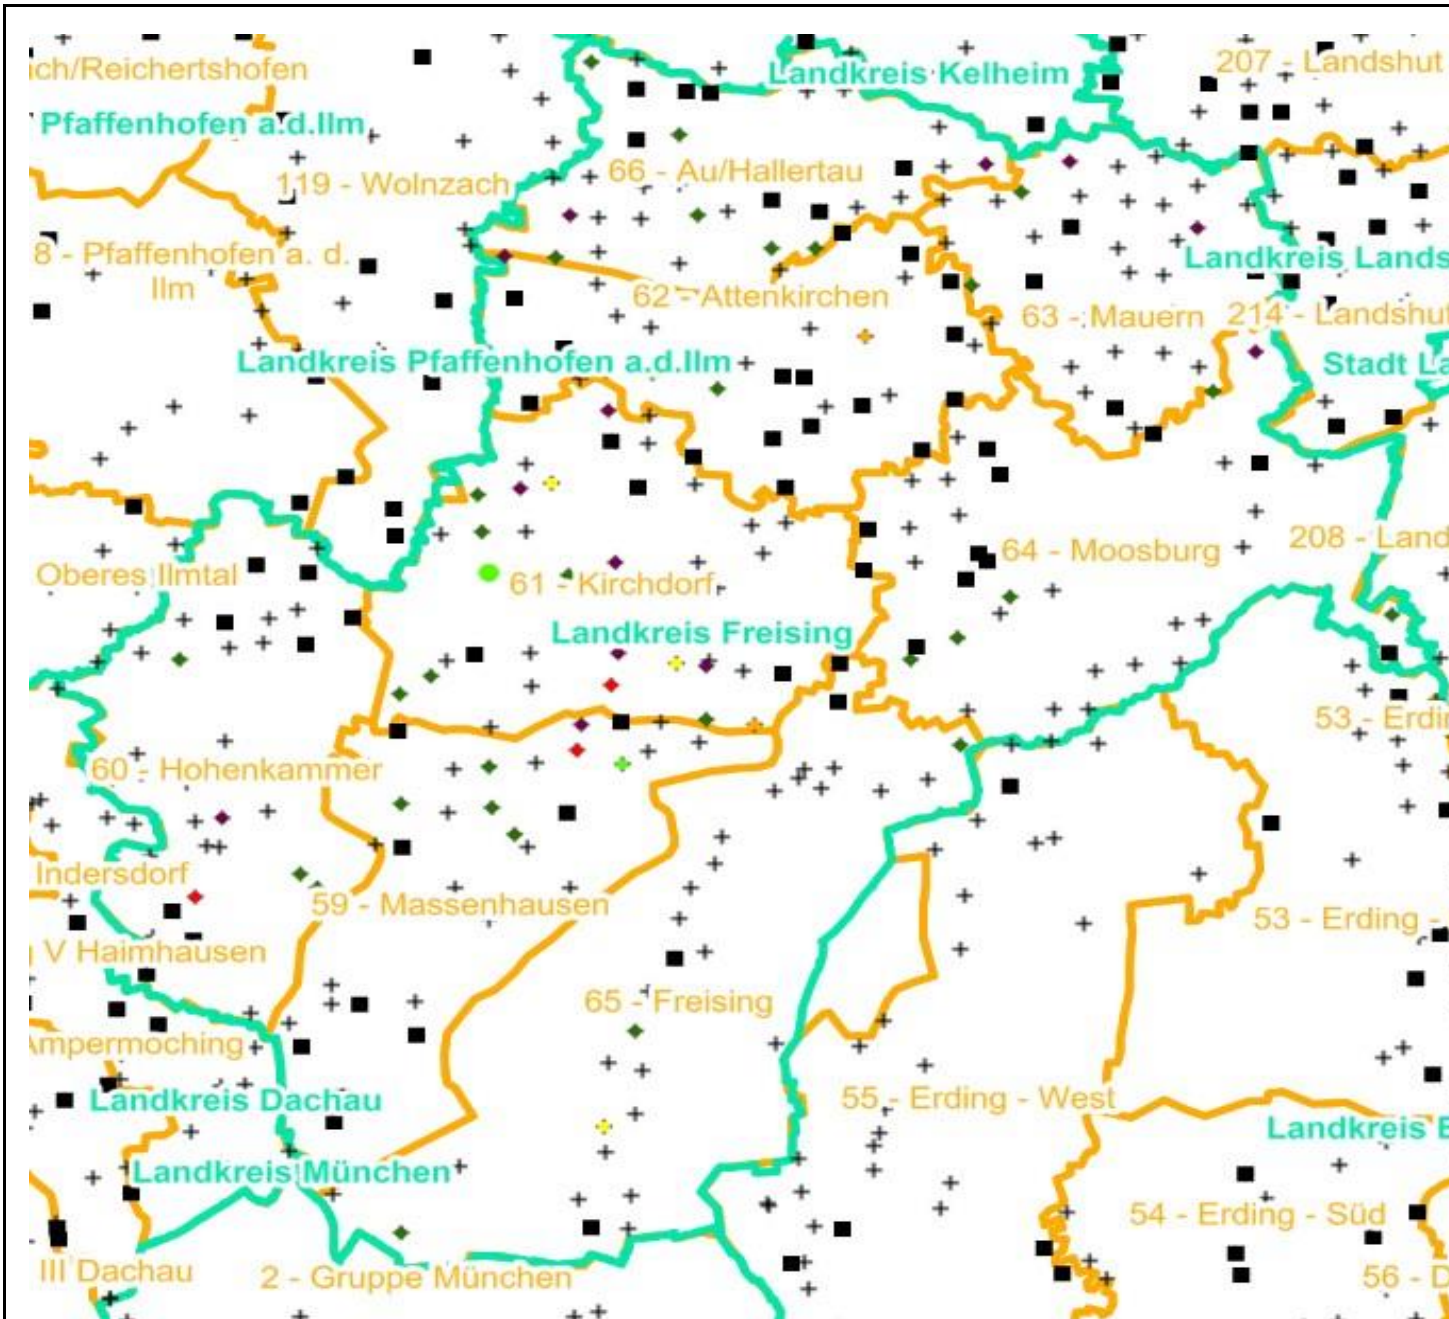 ich/Reichertshofen
Landkreis Kelheim
207 - Landshut
Pfaffenhofen a.d.Ilm
119 - Wolnzach
66 - Au/Hallertau
8 - Pfaffenhofen a. d.
Ilm
Landkreis Lands
62 - Attenkirchen
63 - Mauern
214 - Landshut
Landkreis Pfaffenhofen a.d.Ilm
Stadt La
Oberes Ilmtal
61 - Kirchdorf
64 - Moosburg
208 - Land
Landkreis Freising
53 - Erdin
60 - Hohenkammer
Indersdorf
59 - Massenhausen
53 - Erding -
V Haimhausen
65 - Freising
Ampermoching
Landkreis Dachau
55 - Erding - West
Landkreis E
Landkreis München
54 - Erding - Süd
III Dachau
2 - Gruppe München
56 - D